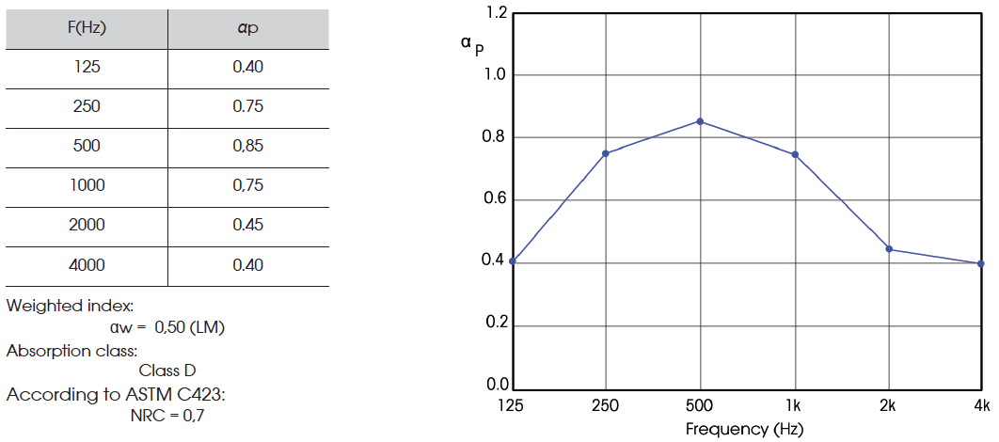 F(Hz) αp
125 0.40
250 0.75
500 0,85
1000 0,75
2000 0.45
4000 0.40
Weighted index:
αw = 0,50 (LM)
Absorption class:
Class D
According to ASTM C423:
NRC = 0,7
1.2
α P
1.0
0.8
0.6
0.4
0.2
0.0
125 250 500 1k 2k 4k
Frequency (Hz)